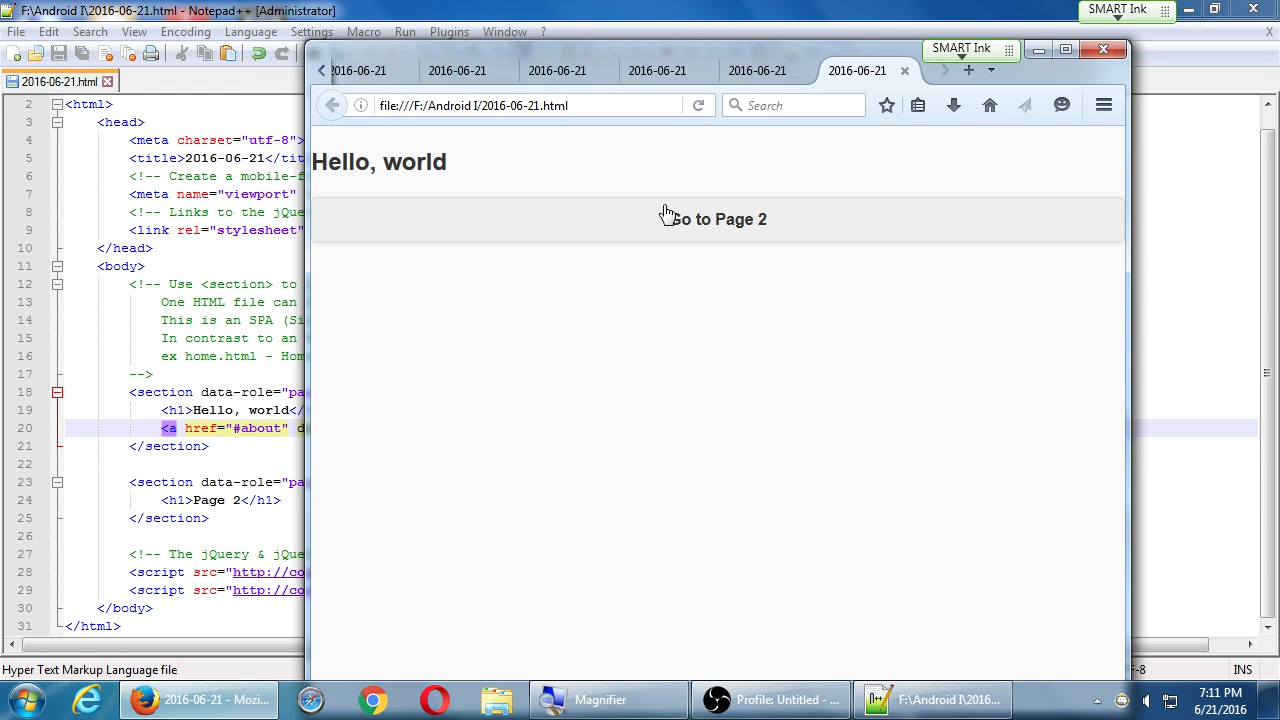 F:\Android I\2016-06-21.html - Notepad++ [Administrator]
SMART Ink
File Edit Search View Encoding Language Settings Macro Run Plugins Window ? X
2016-06-21.html
SMART Ink
2016-06-21 2016-06-21 2016-06-21 2016-06-21 2016-06-21 2016-06-21
file:///F:/Android I/2016-06-21.html
Search
Hello, world
Go to Page 2
2 <html>
3 <head>
4 <meta charset="utf-8">
5 <title>2016-06-21</tit
6 <!-- Create a mobile-f
7 <meta name="viewport"
8 <!-- Links to the jQue
9 <link rel="stylesheet"
10 </head>
11 <body>
12 <!-- Use <section> to
13 One HTML file can
14 This is an SPA (Si
15 In contrast to an
16 ex home.html - Hom
17 -->
18 <section data-role="pa
19 <h1>Hello, world</
20 <a href="#about" d
21 </section>
22
23 <section data-role="pa
24 <h1>Page 2</h1>
25 </section>
26
27 <!-- The jQuery & jQue
28 <script src="http://co
29 <script src="http://co
30 </body>
31 </html>
Hyper Text Markup Language file
F-8 INS
2016-06-21 - Mozi...
Magnifier
Profile: Untitled - ...
F:\Android I\2016...
7:11 PM
6/21/2016